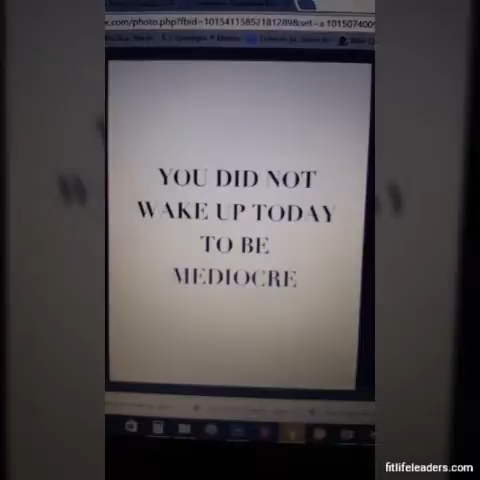 YOU DID NOT
WAKE UP TODAY
TO BE
MEDIOCRE
fitlifeleaders.com